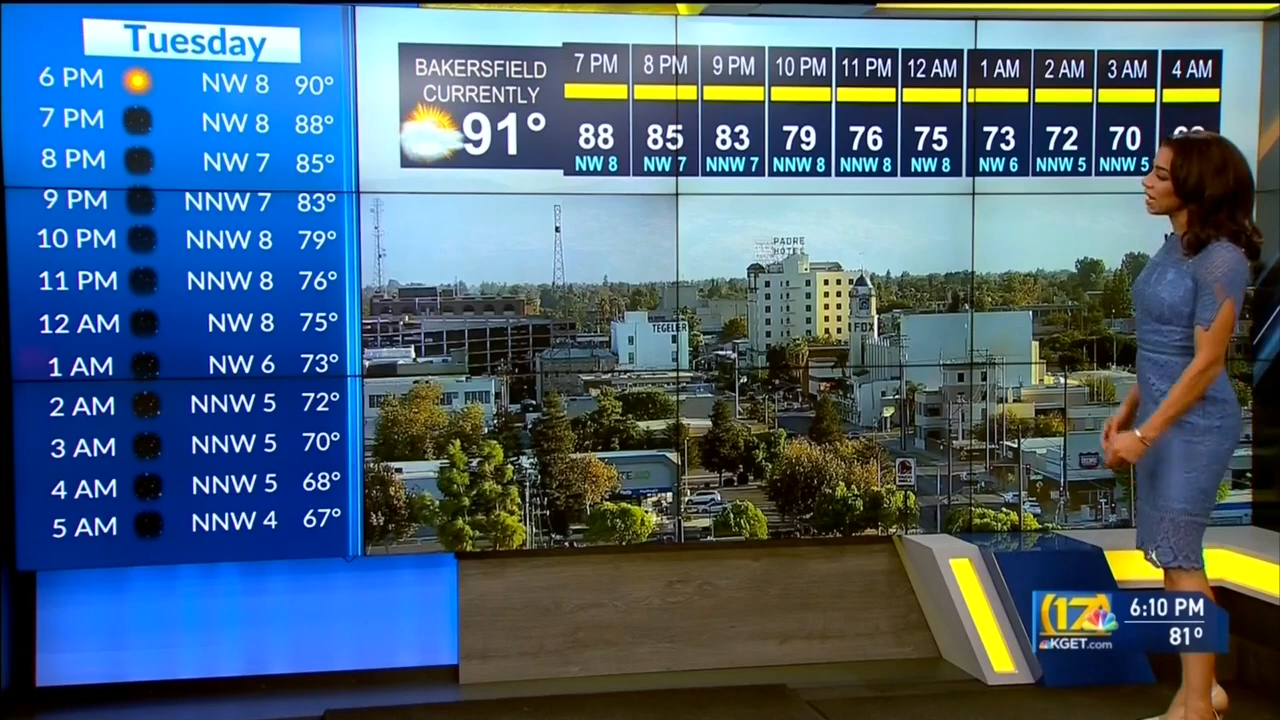 Tuesday
6 PM NW 8 90°
7 PM NW 8 88°
8 PM NW 7 85°
9 PM NNW 7 83°
10 PM NNW 8 79°
11 PM NNW 8 76°
12 AM NW 8 75°
1 AM NW 6 73°
2 AM NNW 5 72°
3 AM NNW 5 70°
4 AM NNW 5 68°
5 AM NNW 4 67°
BAKERSFIELD
CURRENTLY
91°
7 PM 8 PM 9 PM 10 PM 11 PM 12 AM 1 AM 2 AM 3 AM 4 AM
88 85 83 79 76 75 73 72 70
NW 8 NW 7 NNW 7 NNW 8 NNW 8 NW 8 NW 6 NNW 5 NNW 5
PADRE
HOTEL
TEGELER
FOX
17
KGET.com
6:10 PM
81°